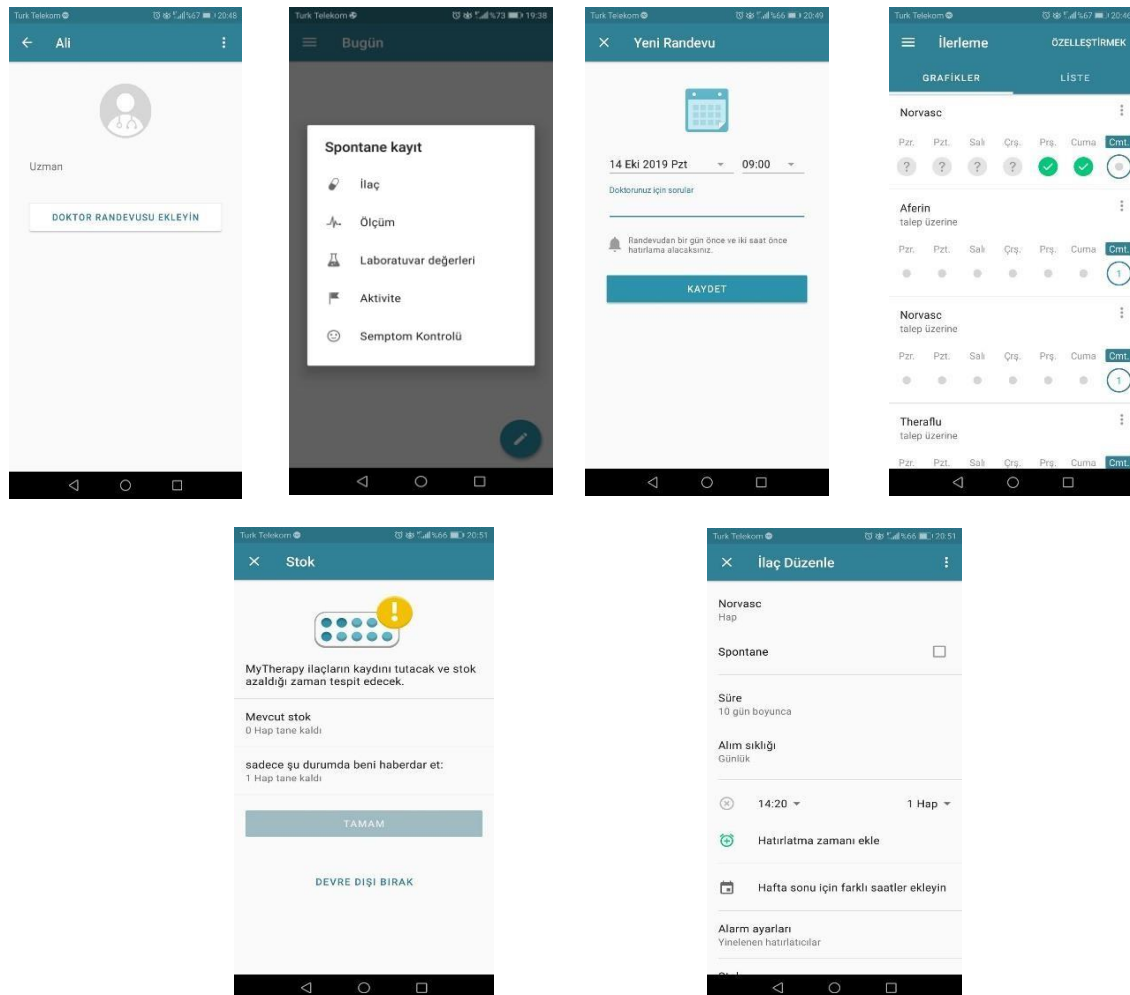 Turk Telekom %67 20:48
Ali
Uzman
DOKTOR RANDEVUSU EKLEYİN
Turk Telekom %73 19:38
Bugün
Spontane kayıt
İlaç
Ölçüm
Laboratuvar değerleri
Aktivite
Semptom Kontrolü
Turk Telekom %66 20:49
Yeni Randevu
14 Eki 2019 Pzt 09:00
Doktorunuz için sorular
Randevudan bir gün önce ve iki saat önce
hatırlama alacaksınız.
KAYDET
Turk Telekom %67 20:46
İlerleme ÖZELLEŞTİRMEK
GRAFİKLER LİSTE
Norvasc
Pzr. Pzt. Salı Çrş. Prş. Cuma Cmt.
? ? ? ?
Aferin
talep üzerine
Pzr. Pzt. Salı Çrş. Prş. Cuma Cmt.
1
Norvasc
talep üzerine
Pzr. Pzt. Salı Çrş. Prş. Cuma Cmt.
1
Theraflu
talep üzerine
Pzr. Pzt. Salı Çrş. Prş. Cuma Cmt.
Turk Telekom %66 20:51
Stok
!
MyTherapy ilaçların kaydını tutacak ve stok
azaldığı zaman tespit edecek.
Mevcut stok
0 Hap tane kaldı
sadece şu durumda beni haberdar et:
1 Hap tane kaldı
TAMAM
DEVRE DIŞI BIRAK
Turk Telekom %66 20:51
İlaç Düzenle
Norvasc
Hap
Spontane
Süre
10 gün boyunca
Alım sıklığı
Günlük
14:20 1 Hap
Hatırlatma zamanı ekle
Hafta sonu için farklı saatler ekleyin
Alarm ayarları
Yinelenen hatırlatıcılar